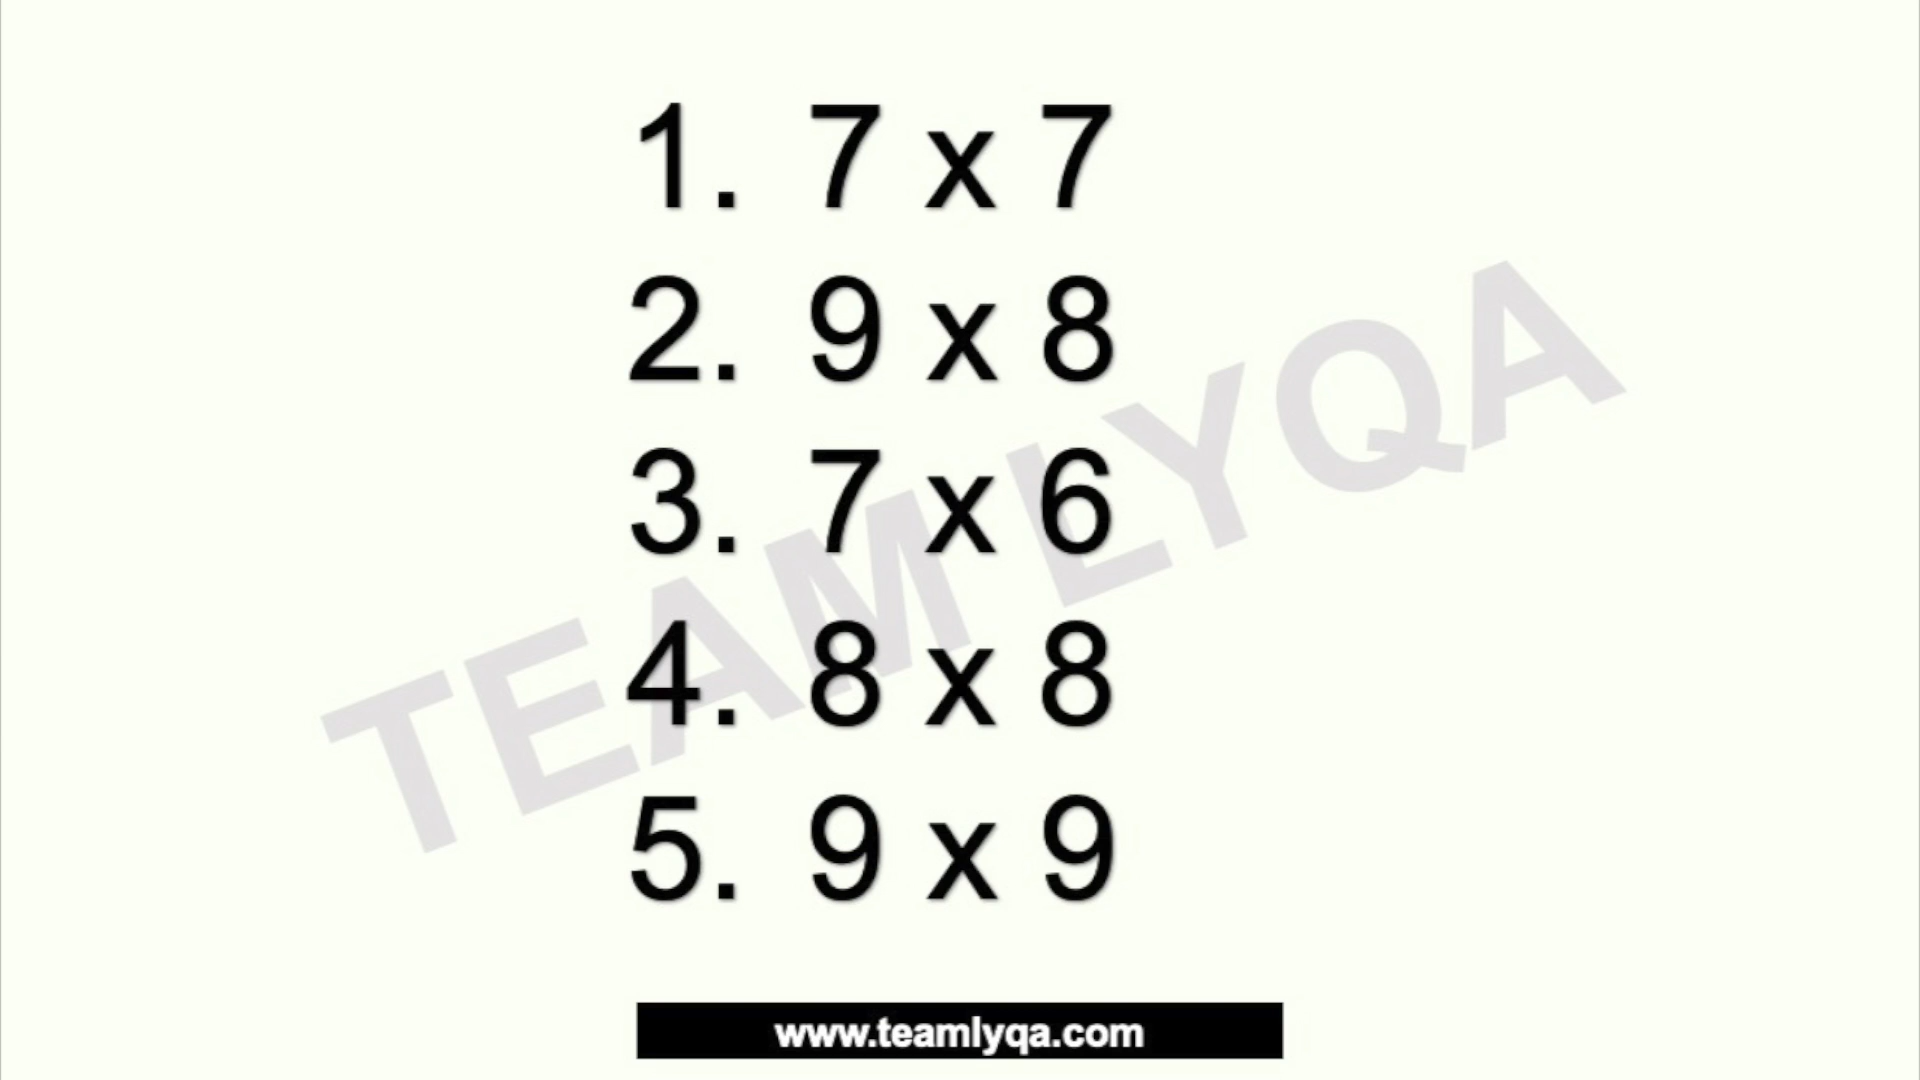 1. 7 x 7
2. 9 x 8
3. 7 x 6
4. 8 x 8
5. 9 x 9
TEAM LYQA
www.teamlyqa.com